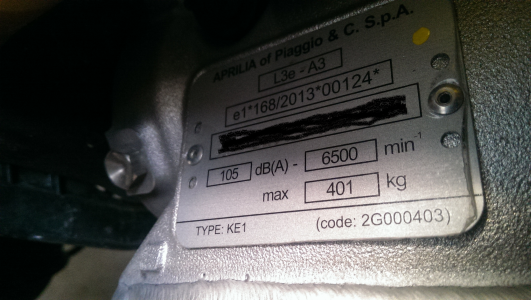 APRILIA of Piaggio & C. S.p.A.
L3e - A3
e1*168/2013*00124*
105 dB(A) - 6500 min⁻¹
max 401 kg
TYPE: KE1 (code: 2G000403)